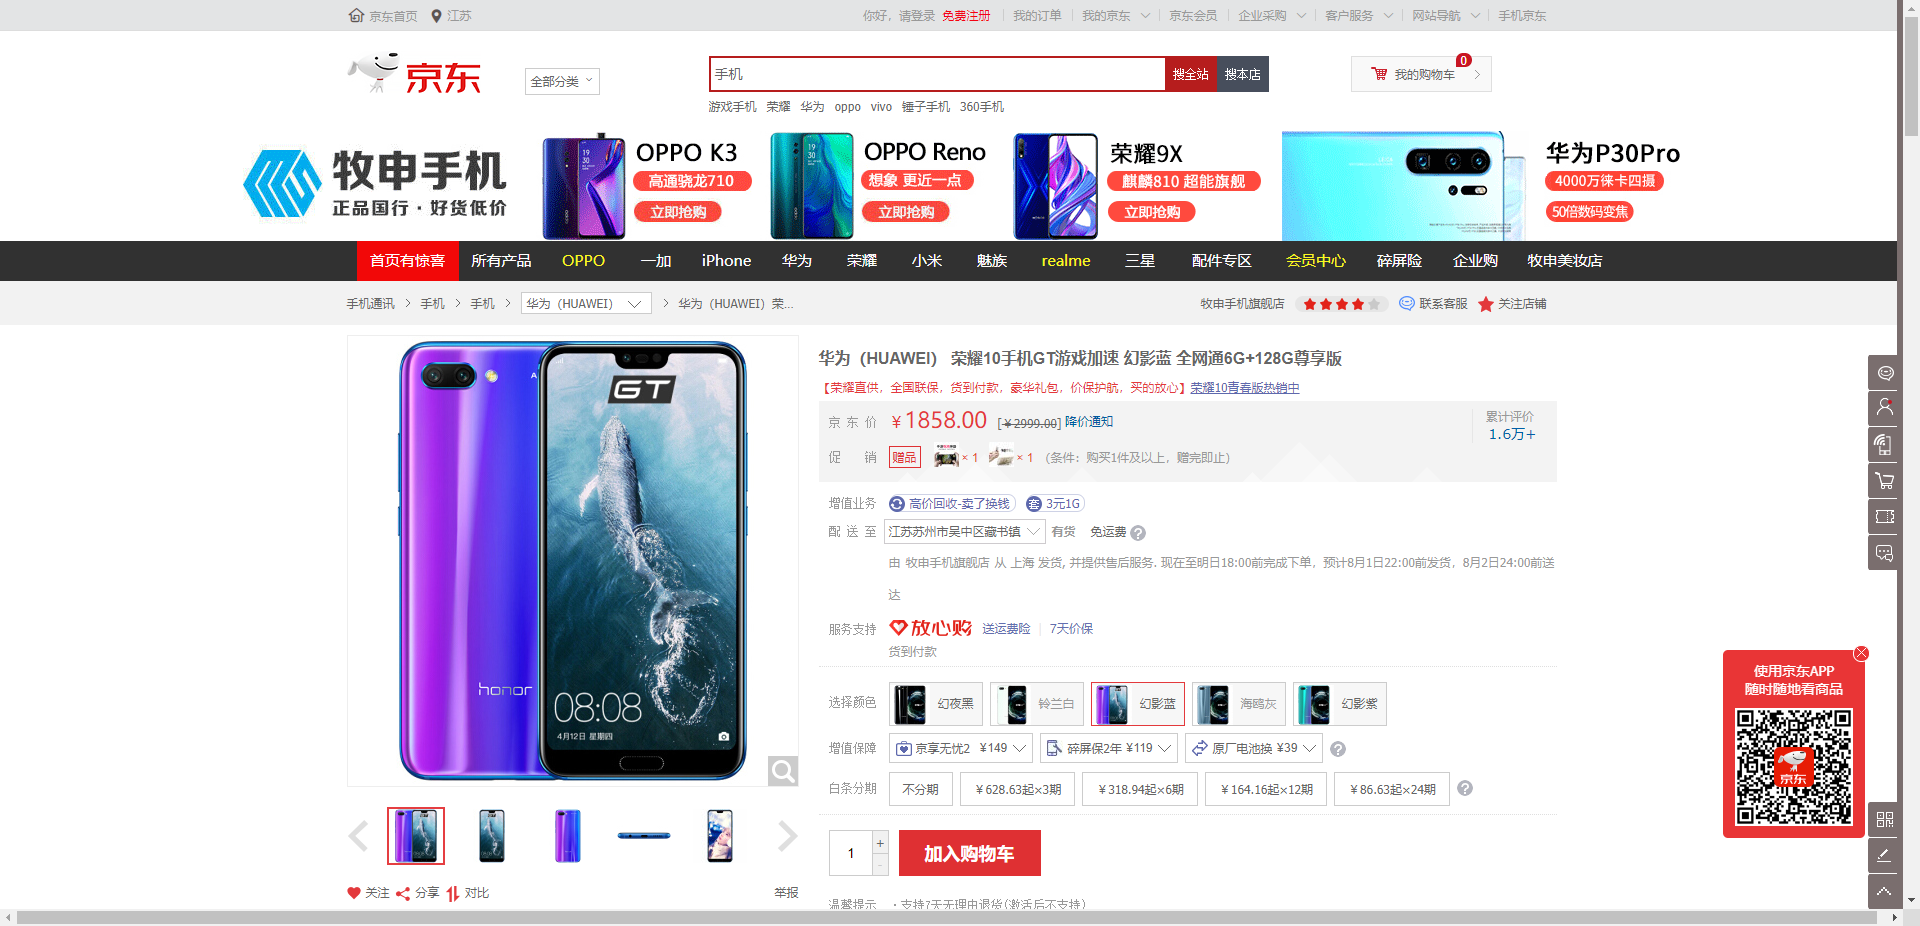 京东首页 江苏
你好，请登录 免费注册 我的订单 我的京东 京东会员 企业采购 客户服务 网站导航 手机京东
京东
全部分类
手机
搜全站 搜本店
0
我的购物车
游戏手机 荣耀 华为 oppo vivo 锤子手机 360手机
牧申手机
正品国行·好货低价
OPPO K3
高通骁龙710
立即抢购
OPPO Reno
想象 更近一点
立即抢购
荣耀9X
麒麟810 超能旗舰
立即抢购
华为P30Pro
4000万徕卡四摄
50倍数码变焦
首页有惊喜 所有产品 OPPO 一加 iPhone 华为 荣耀 小米 魅族 realme 三星 配件专区 会员中心 碎屏险 企业购 牧申美妆店
手机通讯 > 手机 > 手机 > 华为（HUAWEI） > 华为（HUAWEI）荣...
牧申手机旗舰店 联系客服 关注店铺
GT
honor
08:08
4月12日 星期四
华为（HUAWEI） 荣耀10手机GT游戏加速 幻影蓝 全网通6G+128G尊享版
【荣耀直供，全国联保，货到付款，豪华礼包，价保护航，买的放心】荣耀10青春版热销中
京东价 ￥1858.00 [￥2999.00] 降价通知
累计评价
1.6万+
促销 赠品 ×1 ×1 （条件：购买1件及以上，赠完即止）
增值业务 高价回收-卖了换钱 套 3元1G
配送至 江苏苏州市吴中区藏书镇 有货 免运费
由 牧申手机旗舰店 从 上海 发货, 并提供售后服务. 现在至明日18:00前完成下单，预计8月1日22:00前发货，8月2日24:00前送
达
服务支持 放心购 送运费险 7天价保
货到付款
选择颜色 幻夜黑 铃兰白 幻影蓝 海鸥灰 幻影紫
增值保障 京享无忧2 ¥149 碎屏保2年 ¥119 原厂电池换 ¥39
白条分期 不分期 ￥628.63起×3期 ￥318.94起×6期 ￥164.16起×12期 ￥86.63起×24期
1 + - 加入购物车
关注 分享 对比 举报
温馨提示 ·支持7天无理由退货(激活后不支持)
使用京东APP
随时随地看商品
京东